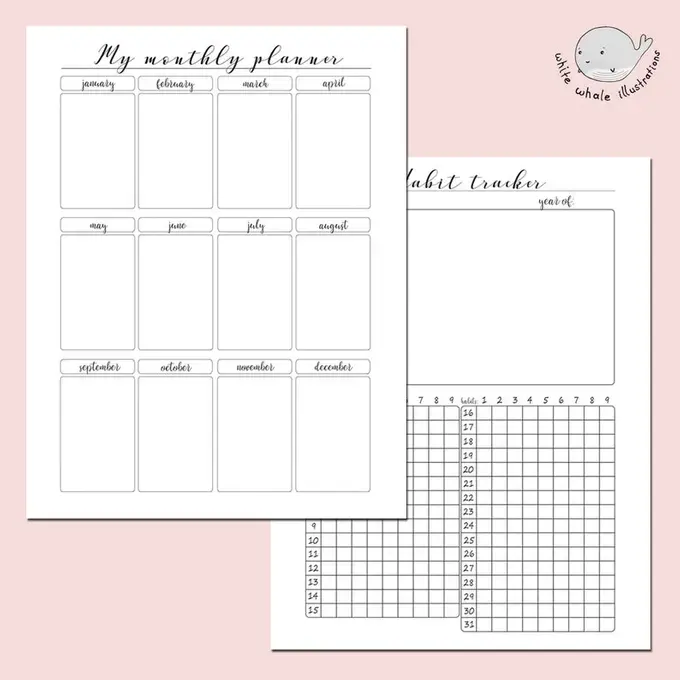 My monthly planner
january february march april
may june july august
september october november december
white whale illustrations
habit tracker
year of:
7 8 9 habits: 1 2 3 4 5 6 7 8 9
16
17
18
19
20
21
22
23
9 24
10 25
11 26
12 27
13 28
14 29
15 30
31